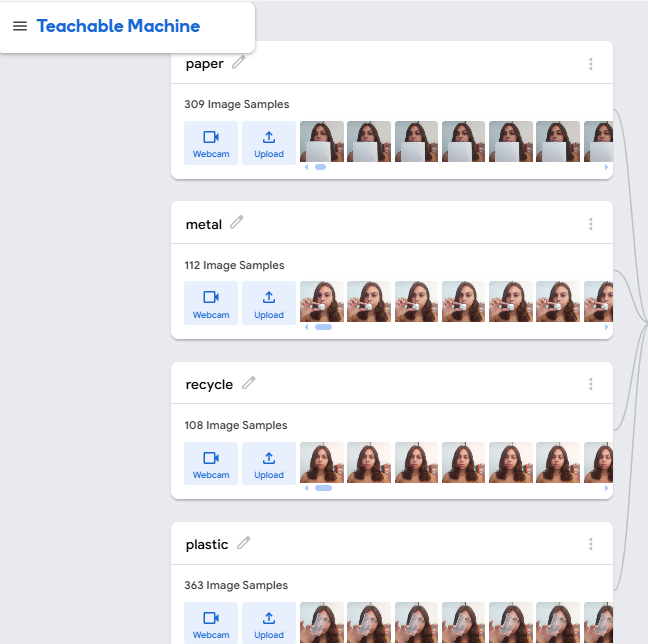 Teachable Machine
paper
309 Image Samples
Webcam Upload
metal
112 Image Samples
Webcam Upload
recycle
108 Image Samples
Webcam Upload
plastic
363 Image Samples
Webcam Upload